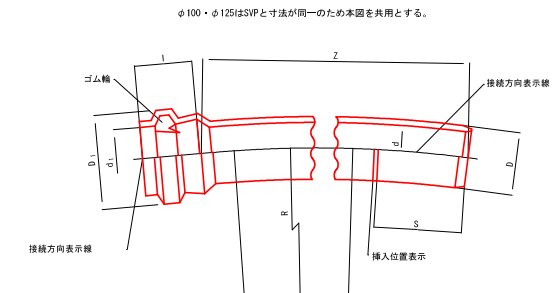 φ100・φ125はSVPと寸法が同一のため本図を共用とする。
l
Z
ゴム輪
接続方向表示線
D₁
d₁
d
D
R
S
接続方向表示線
挿入位置表示